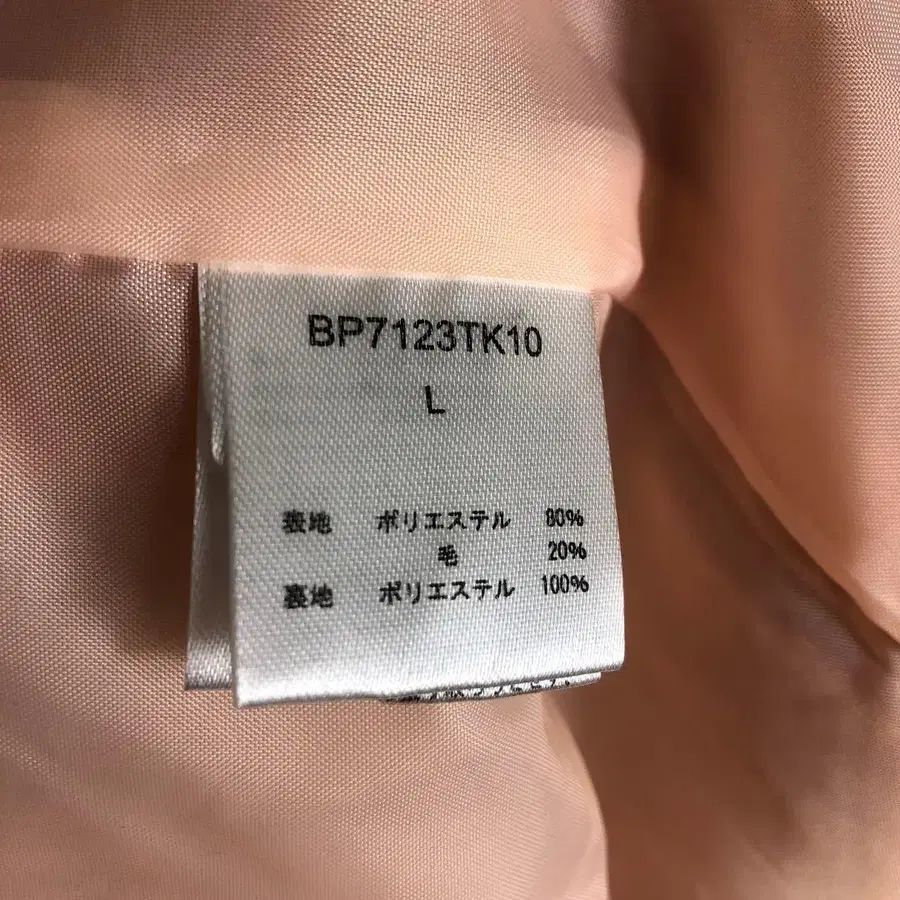 BP7123TK10
L
表地 ポリエステル 80%
毛 20%
裏地 ポリエステル 100%